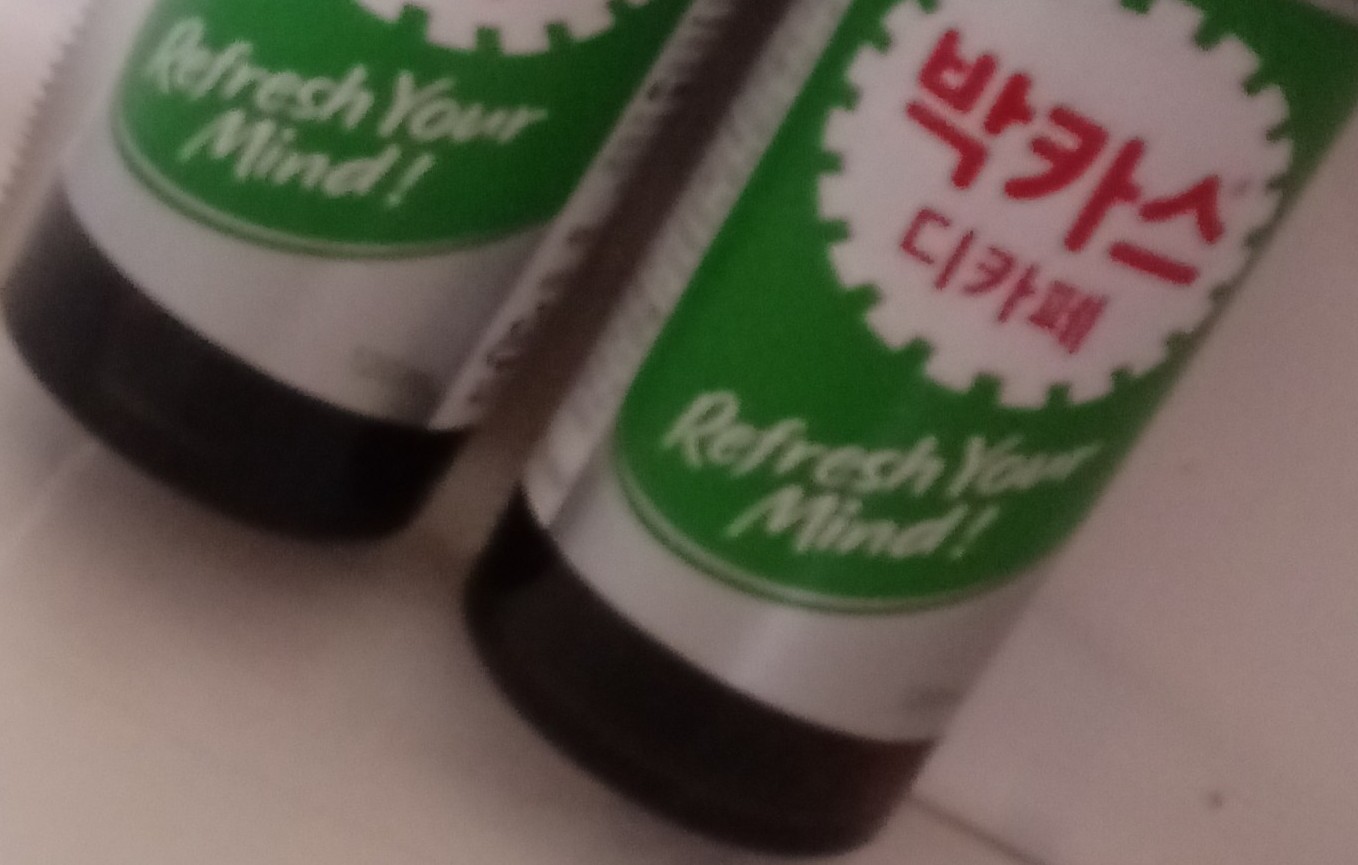 Refresh Your
Mind!
박카스
디카페
Refresh Your
Mind!